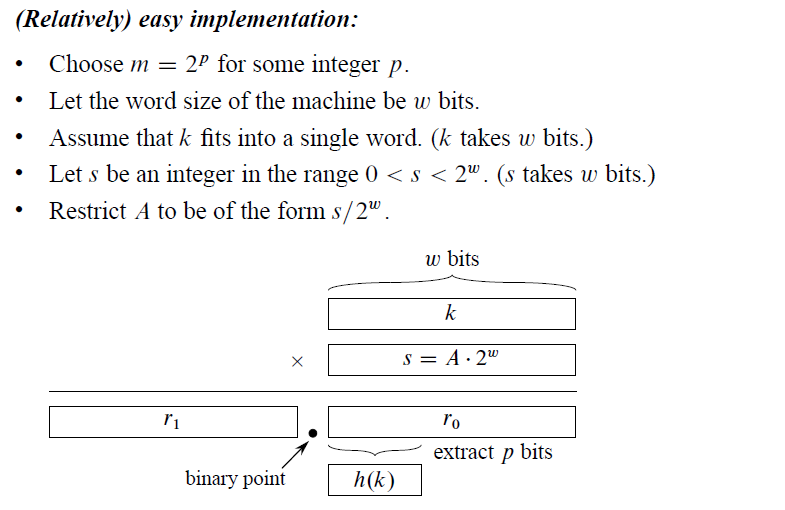 (Relatively) easy implementation:
• Choose m = 2^p for some integer p.
• Let the word size of the machine be w bits.
• Assume that k fits into a single word. (k takes w bits.)
• Let s be an integer in the range 0 < s < 2^w. (s takes w bits.)
• Restrict A to be of the form s/2^w.
w bits
k
× s = A · 2^w
r₁ r₀
extract p bits
binary point h(k)